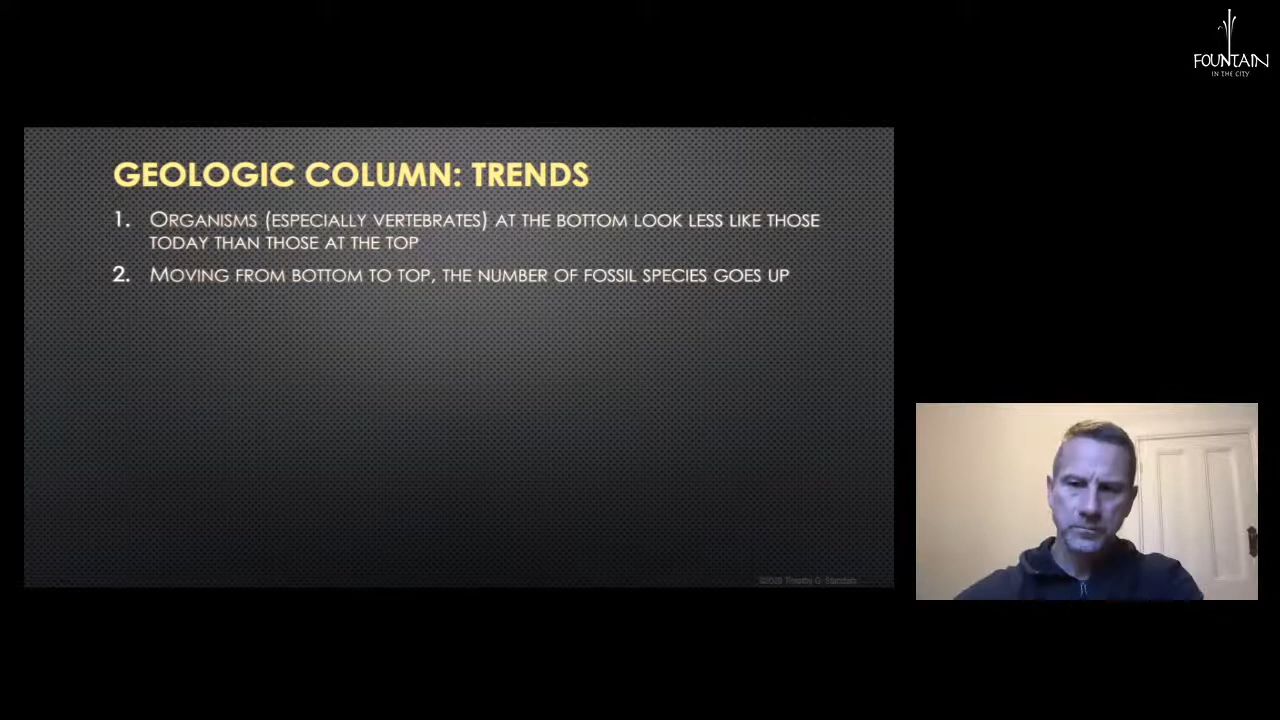 FOUNTAIN
IN THE CITY
GEOLOGIC COLUMN: TRENDS
1. ORGANISMS (ESPECIALLY VERTEBRATES) AT THE BOTTOM LOOK LESS LIKE THOSE
TODAY THAN THOSE AT THE TOP
2. MOVING FROM BOTTOM TO TOP, THE NUMBER OF FOSSIL SPECIES GOES UP
Timothy G.